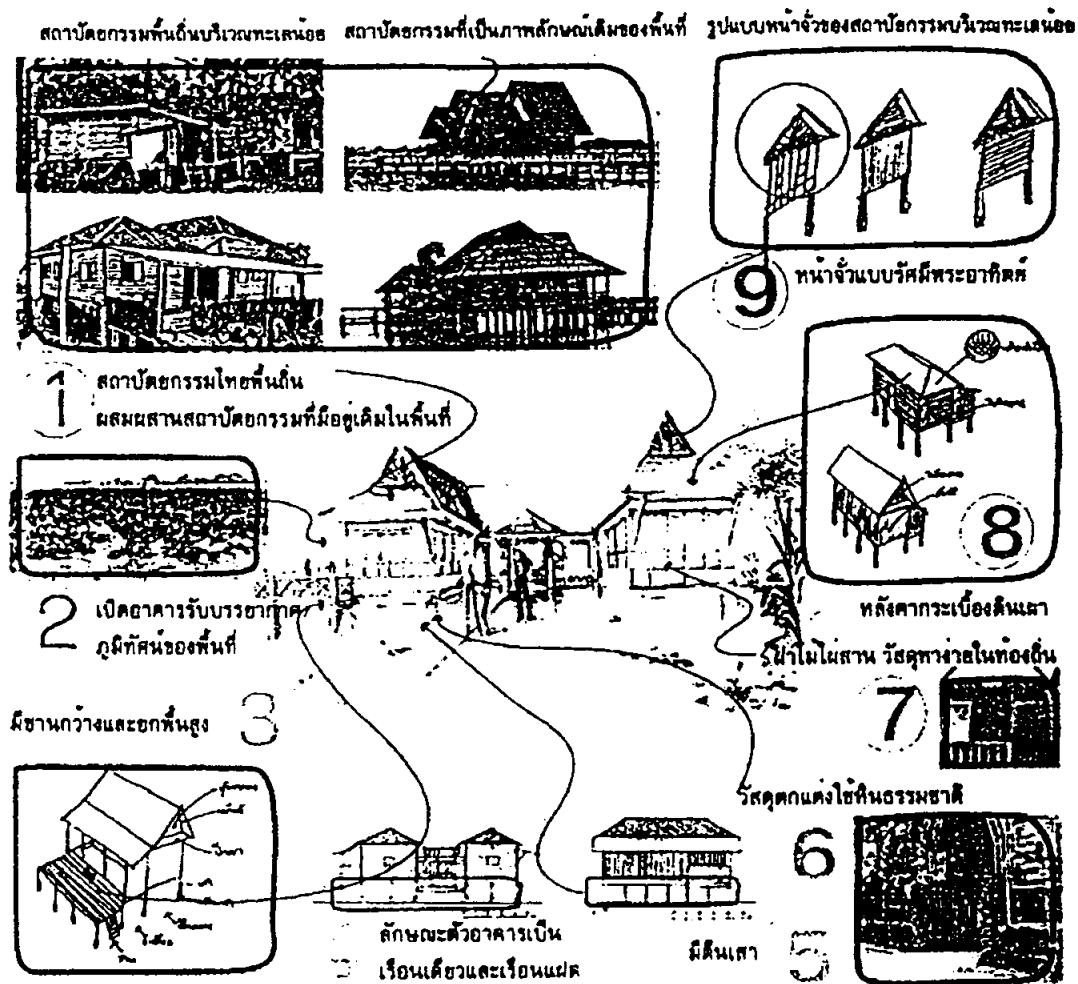 สถาปัตยกรรมพื้นถิ่นบริเวณทะเลน้อย
สถาปัตยกรรมที่เป็นภาพลักษณ์เดิมของพื้นที่
รูปแบบหน้าจั่วของสถาปัตยกรรมบริเวณทะเลน้อย
9 หน้าจั่วแบบรัศมีพระอาทิตย์
1 สถาปัตยกรรมไทยพื้นถิ่น
ผสมผสานสถาปัตยกรรมที่มีอยู่เดิมในพื้นที่
8
หลังคากระเบื้องดินเผา
2 เปิดอาคารรับบรรยากาศ
ภูมิทัศน์ของพื้นที่
ฝาไม้ไผ่สาน วัสดุหาง่ายในท้องถิ่น
7
มีชานกว้างและยกพื้นสูง 3
วัสดุตกแต่งใช้หินธรรมชาติ
6
ลักษณะตัวอาคารเป็น
เรือนเดี่ยวและเรือนแฝด
มีตีนเสา 5